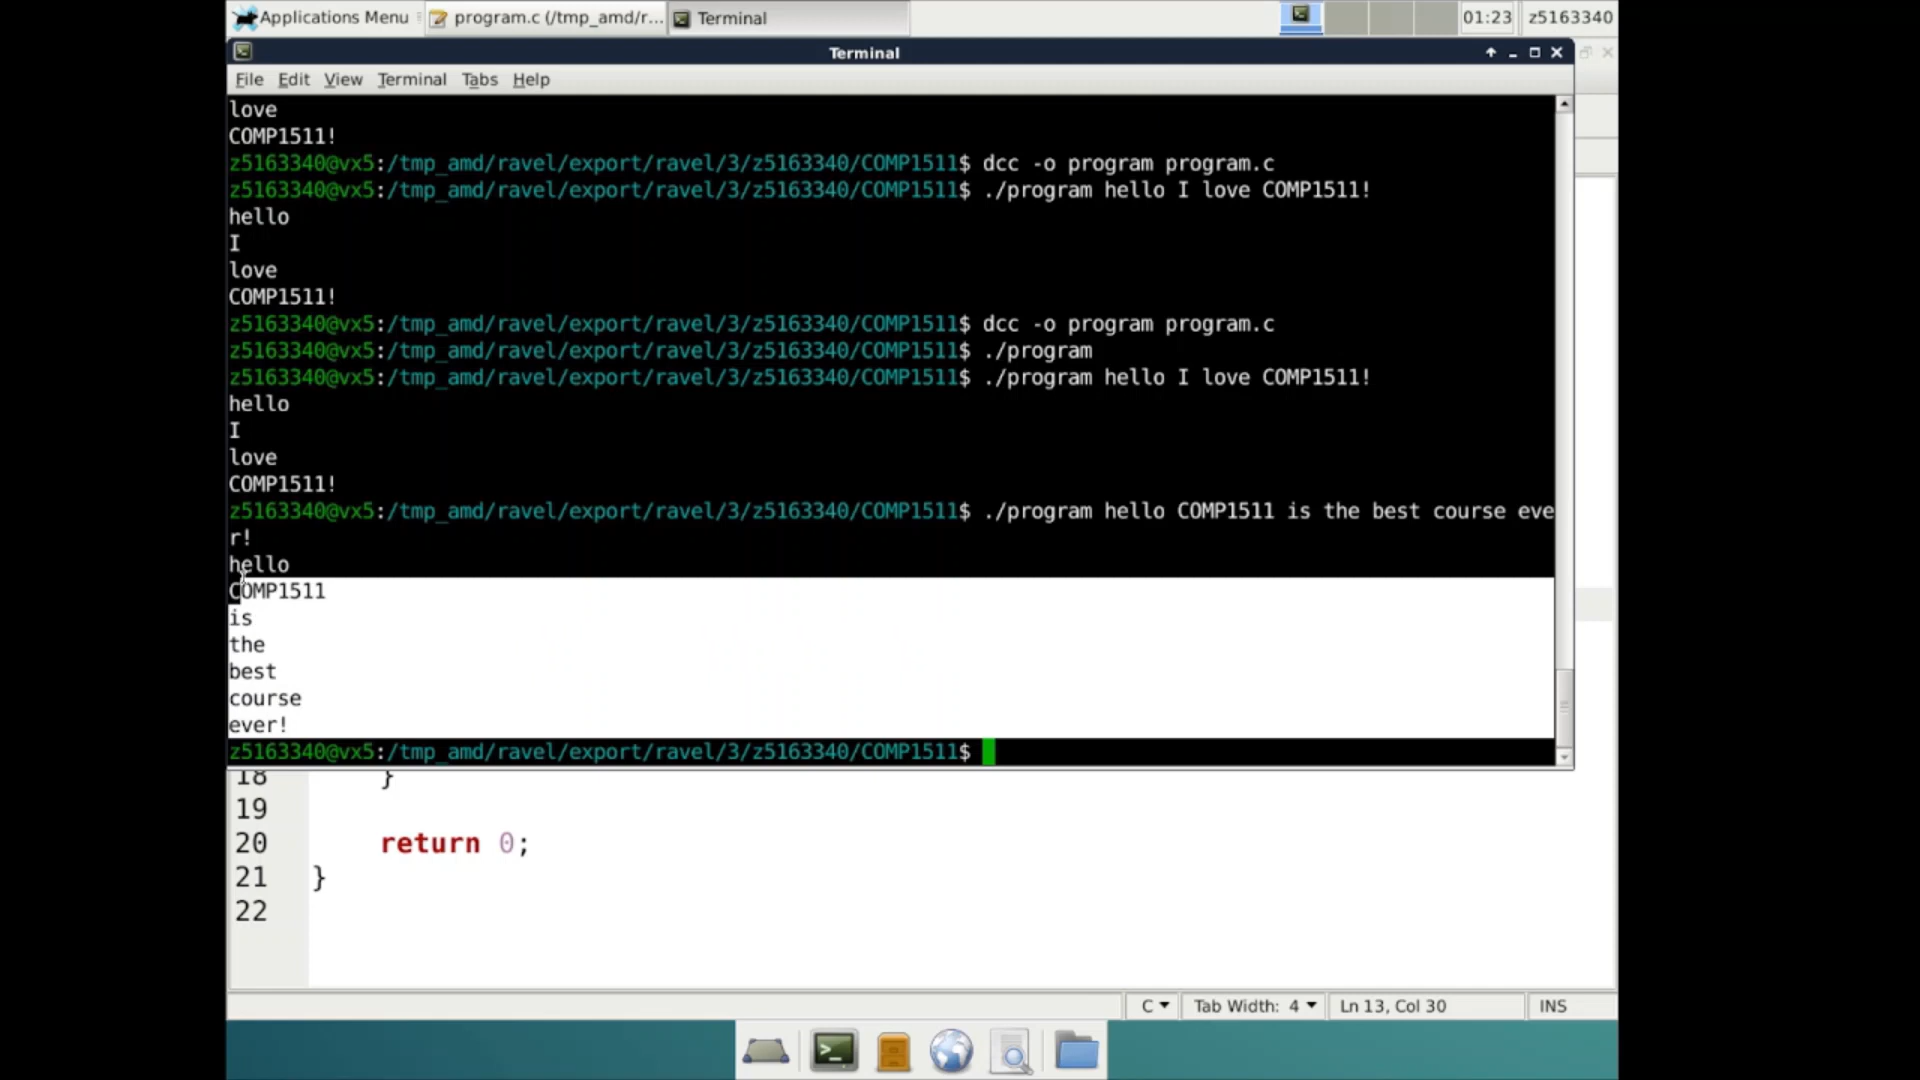 Applications Menu program.c (/tmp_amd/r... Terminal 01:23 z5163340
Terminal
File Edit View Terminal Tabs Help
love
COMP1511!
z5163340@vx5:/tmp_amd/ravel/export/ravel/3/z5163340/COMP1511$ dcc -o program program.c
z5163340@vx5:/tmp_amd/ravel/export/ravel/3/z5163340/COMP1511$ ./program hello I love COMP1511!
hello
I
love
COMP1511!
z5163340@vx5:/tmp_amd/ravel/export/ravel/3/z5163340/COMP1511$ dcc -o program program.c
z5163340@vx5:/tmp_amd/ravel/export/ravel/3/z5163340/COMP1511$ ./program
z5163340@vx5:/tmp_amd/ravel/export/ravel/3/z5163340/COMP1511$ ./program hello I love COMP1511!
hello
I
love
COMP1511!
z5163340@vx5:/tmp_amd/ravel/export/ravel/3/z5163340/COMP1511$ ./program hello COMP1511 is the best course eve
r!
hello
COMP1511
is
the
best
course
ever!
z5163340@vx5:/tmp_amd/ravel/export/ravel/3/z5163340/COMP1511$
18 }
19
20 return 0;
21 }
22
C Tab Width: 4 Ln 13, Col 30 INS